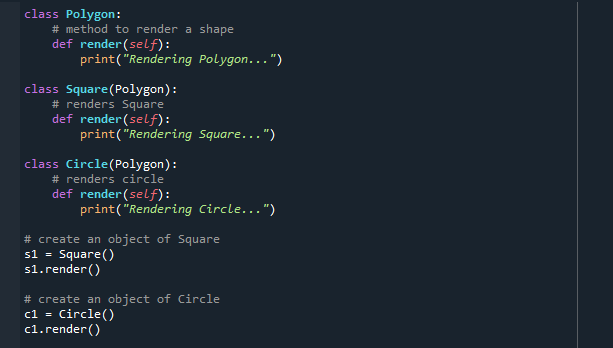 class Polygon:
    # method to render a shape
    def render(self):
        print("Rendering Polygon...")

class Square(Polygon):
    # renders Square
    def render(self):
        print("Rendering Square...")

class Circle(Polygon):
    # renders circle
    def render(self):
        print("Rendering Circle...")

# create an object of Square
s1 = Square()
s1.render()

# create an object of Circle
c1 = Circle()
c1.render()